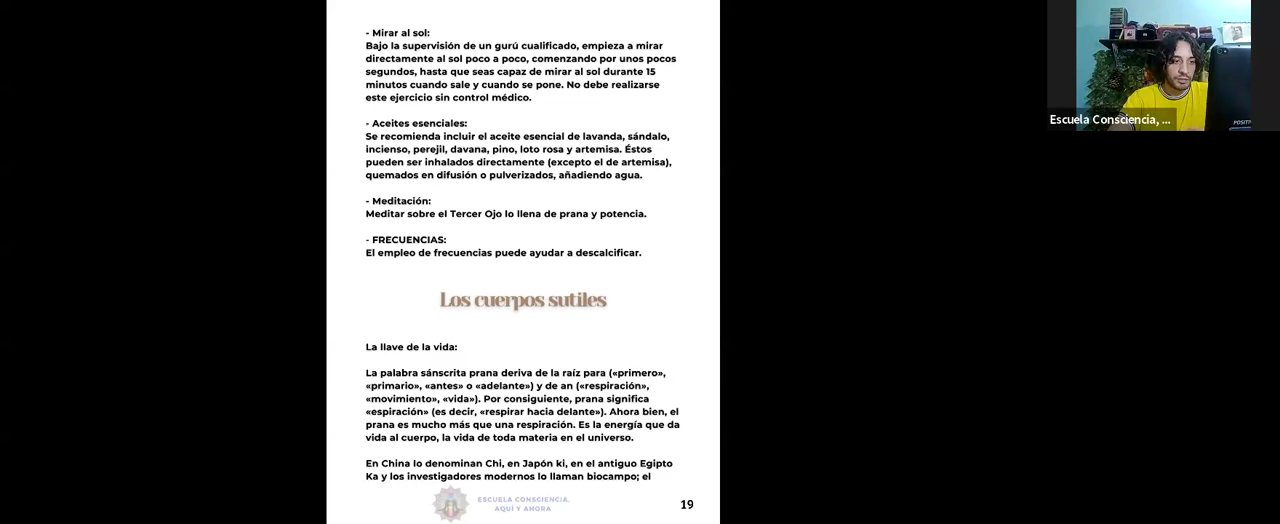 - Mirar al sol:
Bajo la supervisión de un gurú cualificado, empieza a mirar
directamente al sol poco a poco, comenzando por unos pocos
segundos, hasta que seas capaz de mirar al sol durante 15
minutos cuando sale y cuando se pone. No debe realizarse
este ejercicio sin control médico.
- Aceites esenciales:
Se recomienda incluir el aceite esencial de lavanda, sándalo,
incienso, perejil, davana, pino, loto rosa y artemisa. Éstos
pueden ser inhalados directamente (excepto el de artemisa),
quemados en difusión o pulverizados, añadiendo agua.
- Meditación:
Meditar sobre el Tercer Ojo lo llena de prana y potencia.
- FRECUENCIAS:
El empleo de frecuencias puede ayudar a descalcificar.
Los cuerpos sutiles
La llave de la vida:
La palabra sánscrita prana deriva de la raíz para («primero»,
«primario», «antes» o «adelante») y de an («respiración»,
«movimiento», «vida»). Por consiguiente, prana significa
«espiración» (es decir, «respirar hacia delante»). Ahora bien, el
prana es mucho más que una respiración. Es la energía que da
vida al cuerpo, la vida de toda materia en el universo.
En China lo denominan Chi, en Japón ki, en el antiguo Egipto
Ka y los investigadores modernos lo llaman biocampo; el
ESCUELA CONSCIENCIA,
AQUÍ Y AHORA
19
Escuela Consciencia, ...
POSITI